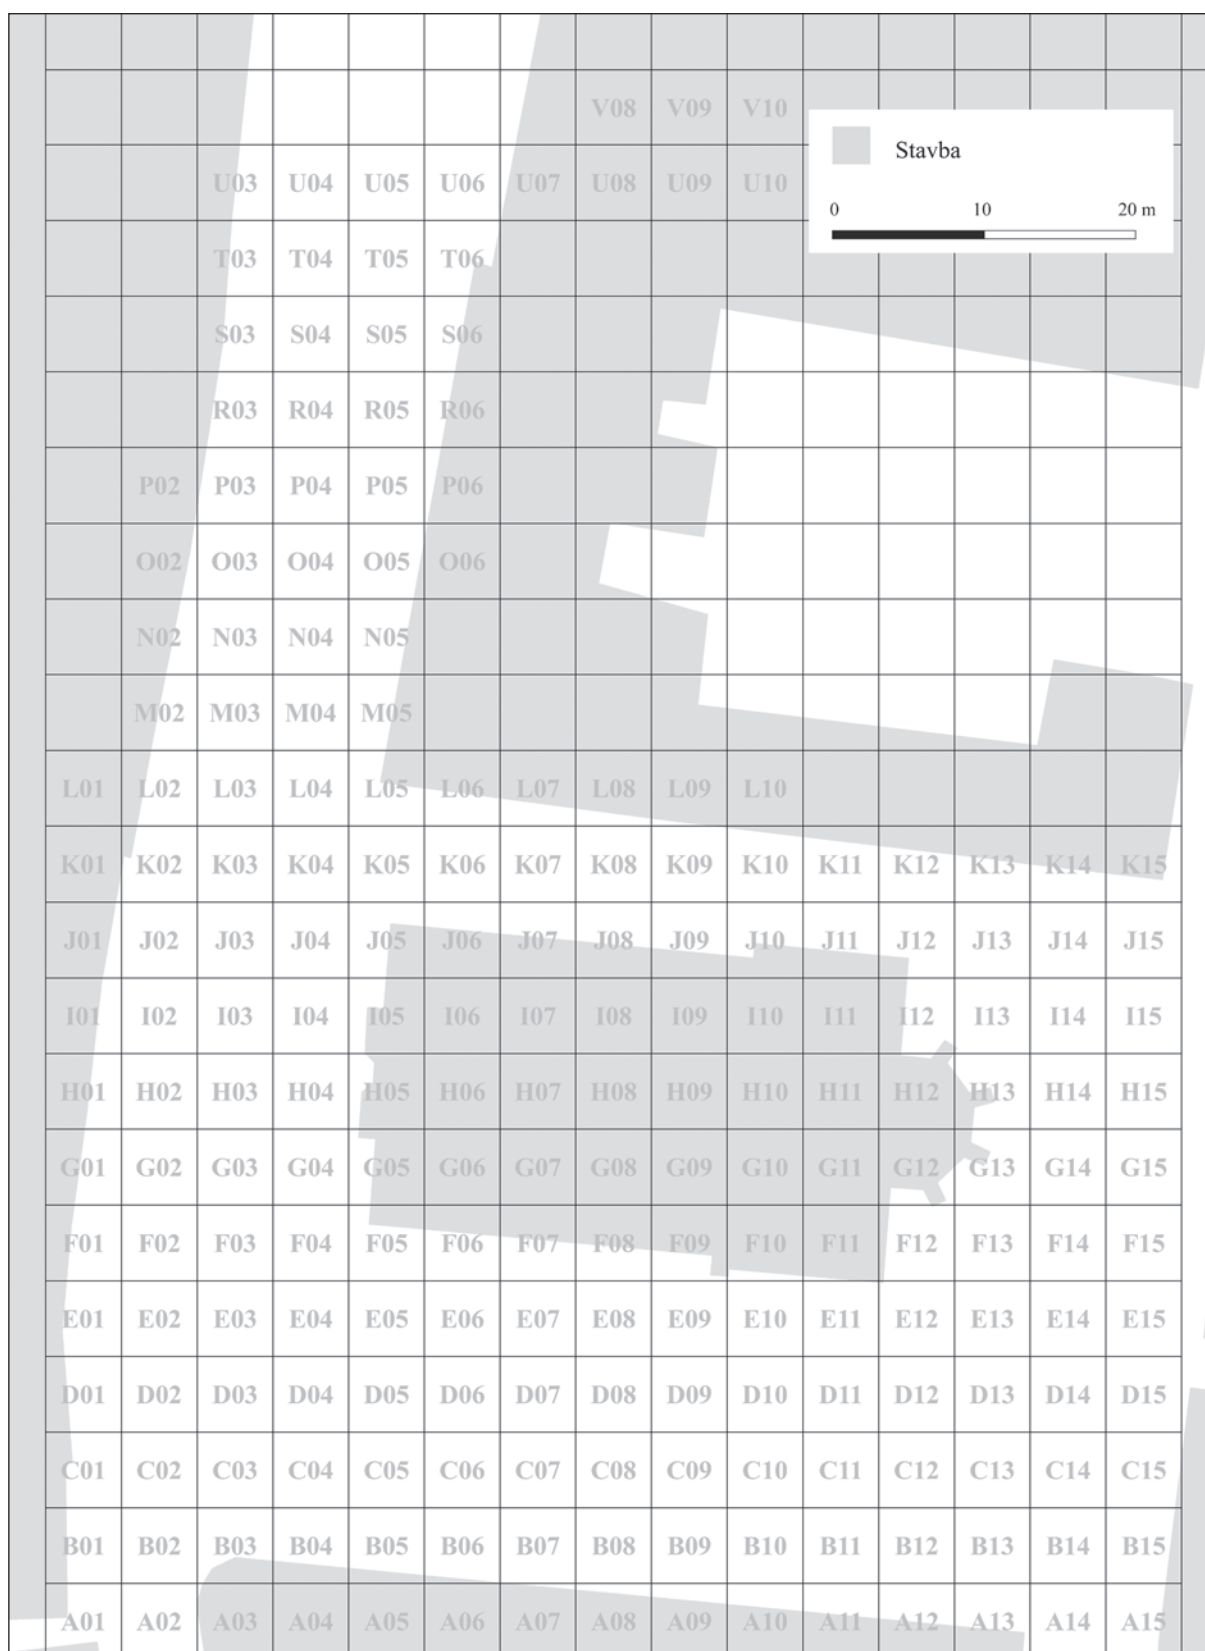 V08 V09 V10
Stavba
U03 U04 U05 U06 U07 U08 U09 U10
0 10 20 m
T03 T04 T05 T06
S03 S04 S05 S06
R03 R04 R05 R06
P02 P03 P04 P05 P06
O02 O03 O04 O05 O06
N02 N03 N04 N05
M02 M03 M04 M05
L01 L02 L03 L04 L05 L06 L07 L08 L09 L10
K01 K02 K03 K04 K05 K06 K07 K08 K09 K10 K11 K12 K13 K14 K15
J01 J02 J03 J04 J05 J06 J07 J08 J09 J10 J11 J12 J13 J14 J15
I01 I02 I03 I04 I05 I06 I07 I08 I09 I10 I11 I12 I13 I14 I15
H01 H02 H03 H04 H05 H06 H07 H08 H09 H10 H11 H12 H13 H14 H15
G01 G02 G03 G04 G05 G06 G07 G08 G09 G10 G11 G12 G13 G14 G15
F01 F02 F03 F04 F05 F06 F07 F08 F09 F10 F11 F12 F13 F14 F15
E01 E02 E03 E04 E05 E06 E07 E08 E09 E10 E11 E12 E13 E14 E15
D01 D02 D03 D04 D05 D06 D07 D08 D09 D10 D11 D12 D13 D14 D15
C01 C02 C03 C04 C05 C06 C07 C08 C09 C10 C11 C12 C13 C14 C15
B01 B02 B03 B04 B05 B06 B07 B08 B09 B10 B11 B12 B13 B14 B15
A01 A02 A03 A04 A05 A06 A07 A08 A09 A10 A11 A12 A13 A14 A15